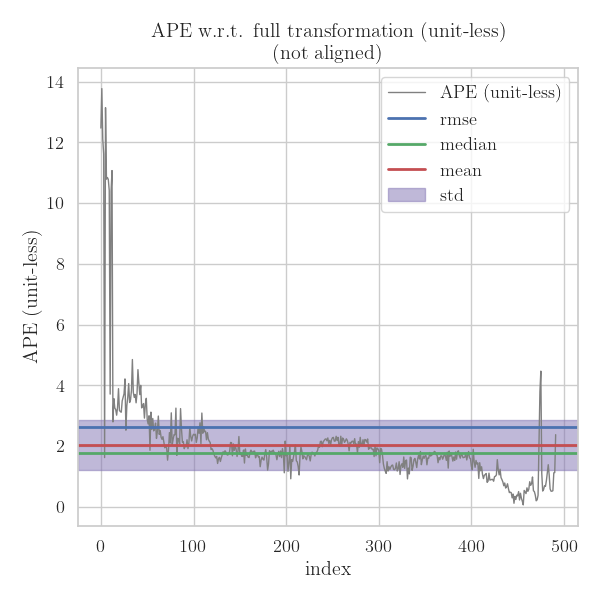 APE w.r.t. full transformation (unit-less)
(not aligned)
APE (unit-less)
rmse
median
mean
std
14
12
10
8
6
4
2
0
APE (unit-less)
0 100 200 300 400 500
index